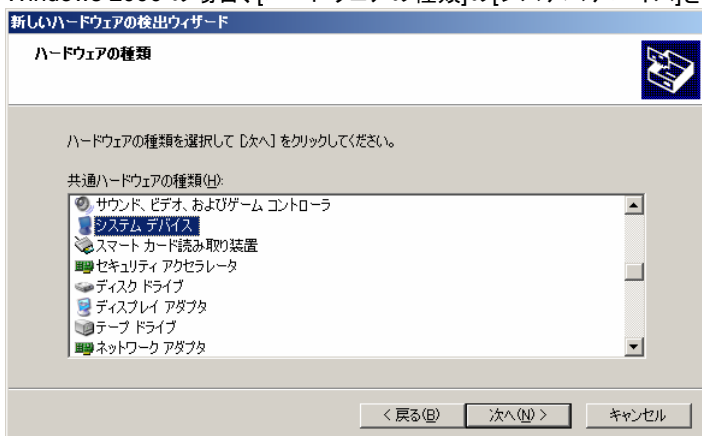 新しいハードウェアの検出ウィザード
ハードウェアの種類
ハードウェアの種類を選択して [次へ] をクリックしてください。
共通ハードウェアの種類(H):
サウンド、ビデオ、およびゲーム コントローラ
システム デバイス
スマート カード読み取り装置
セキュリティ アクセラレータ
ディスク ドライブ
ディスプレイ アダプタ
テープ ドライブ
ネットワーク アダプタ
< 戻る(B)
次へ(N) >
キャンセル